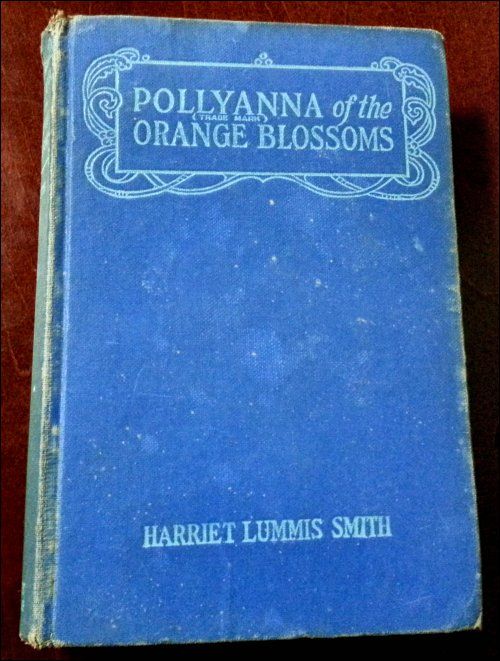 POLLYANNA of the
(TRADE MARK)
ORANGE BLOSSOMS
HARRIET LUMMIS SMITH